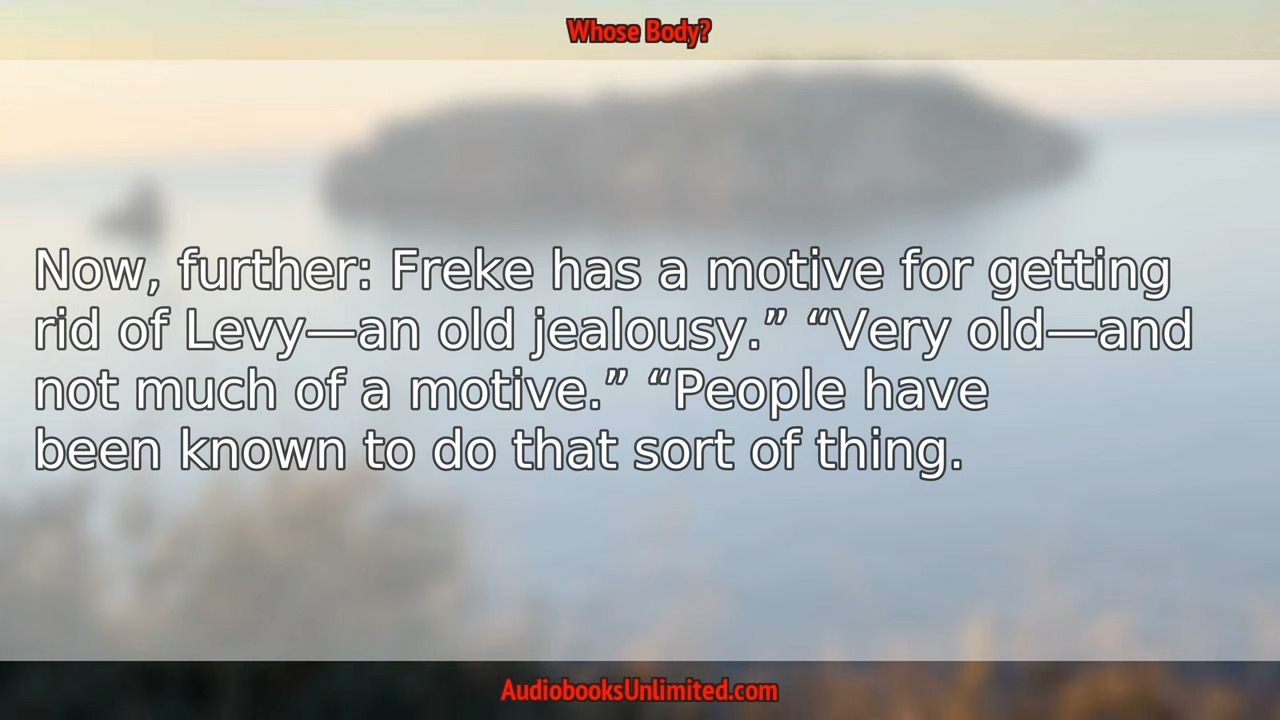 Whose Body?
Now, further: Freke has a motive for getting
rid of Levy—an old jealousy.” “Very old—and
not much of a motive.” “People have
been known to do that sort of thing.
AudiobooksUnlimited.com